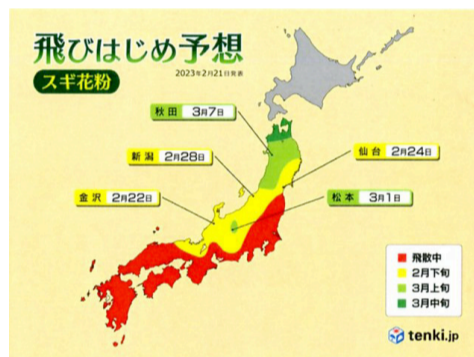 飛びはじめ予想
スギ花粉
2023年2月21日発表
秋田 3月7日
新潟 2月28日
仙台 2月24日
金沢 2月22日
松本 3月1日
飛散中
2月下旬
3月上旬
3月中旬
tenki.jp